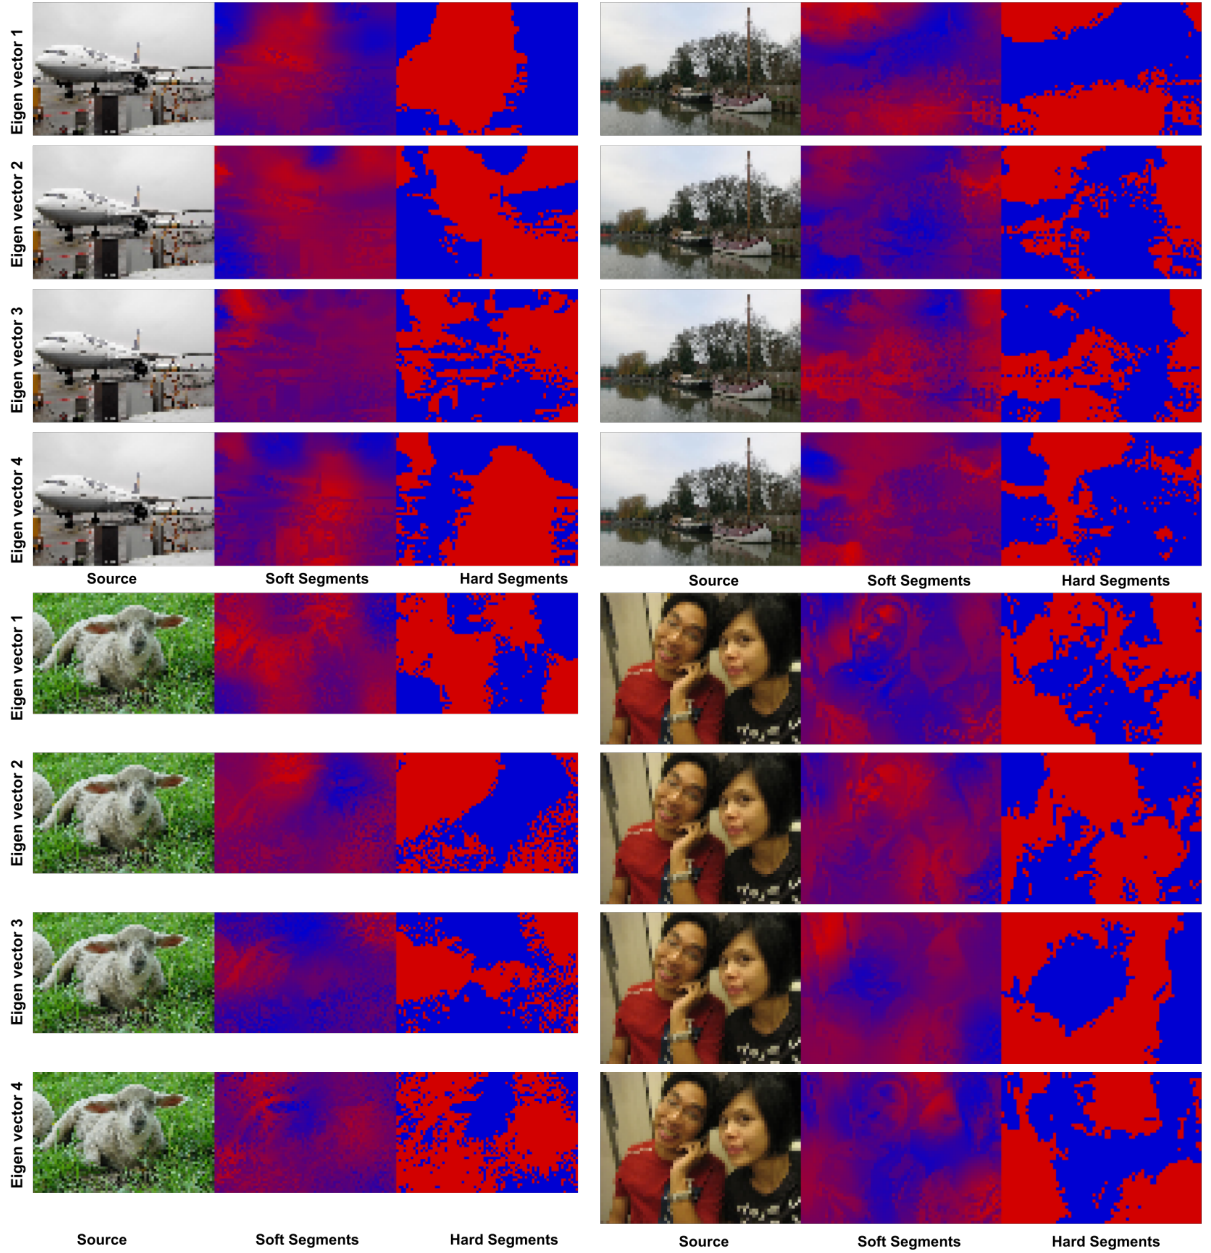 Eigen vector 1
Eigen vector 2
Eigen vector 3
Eigen vector 4
Source Soft Segments Hard Segments Source Soft Segments Hard Segments
Eigen vector 1
Eigen vector 2
Eigen vector 3
Eigen vector 4
Source Soft Segments Hard Segments Source Soft Segments Hard Segments